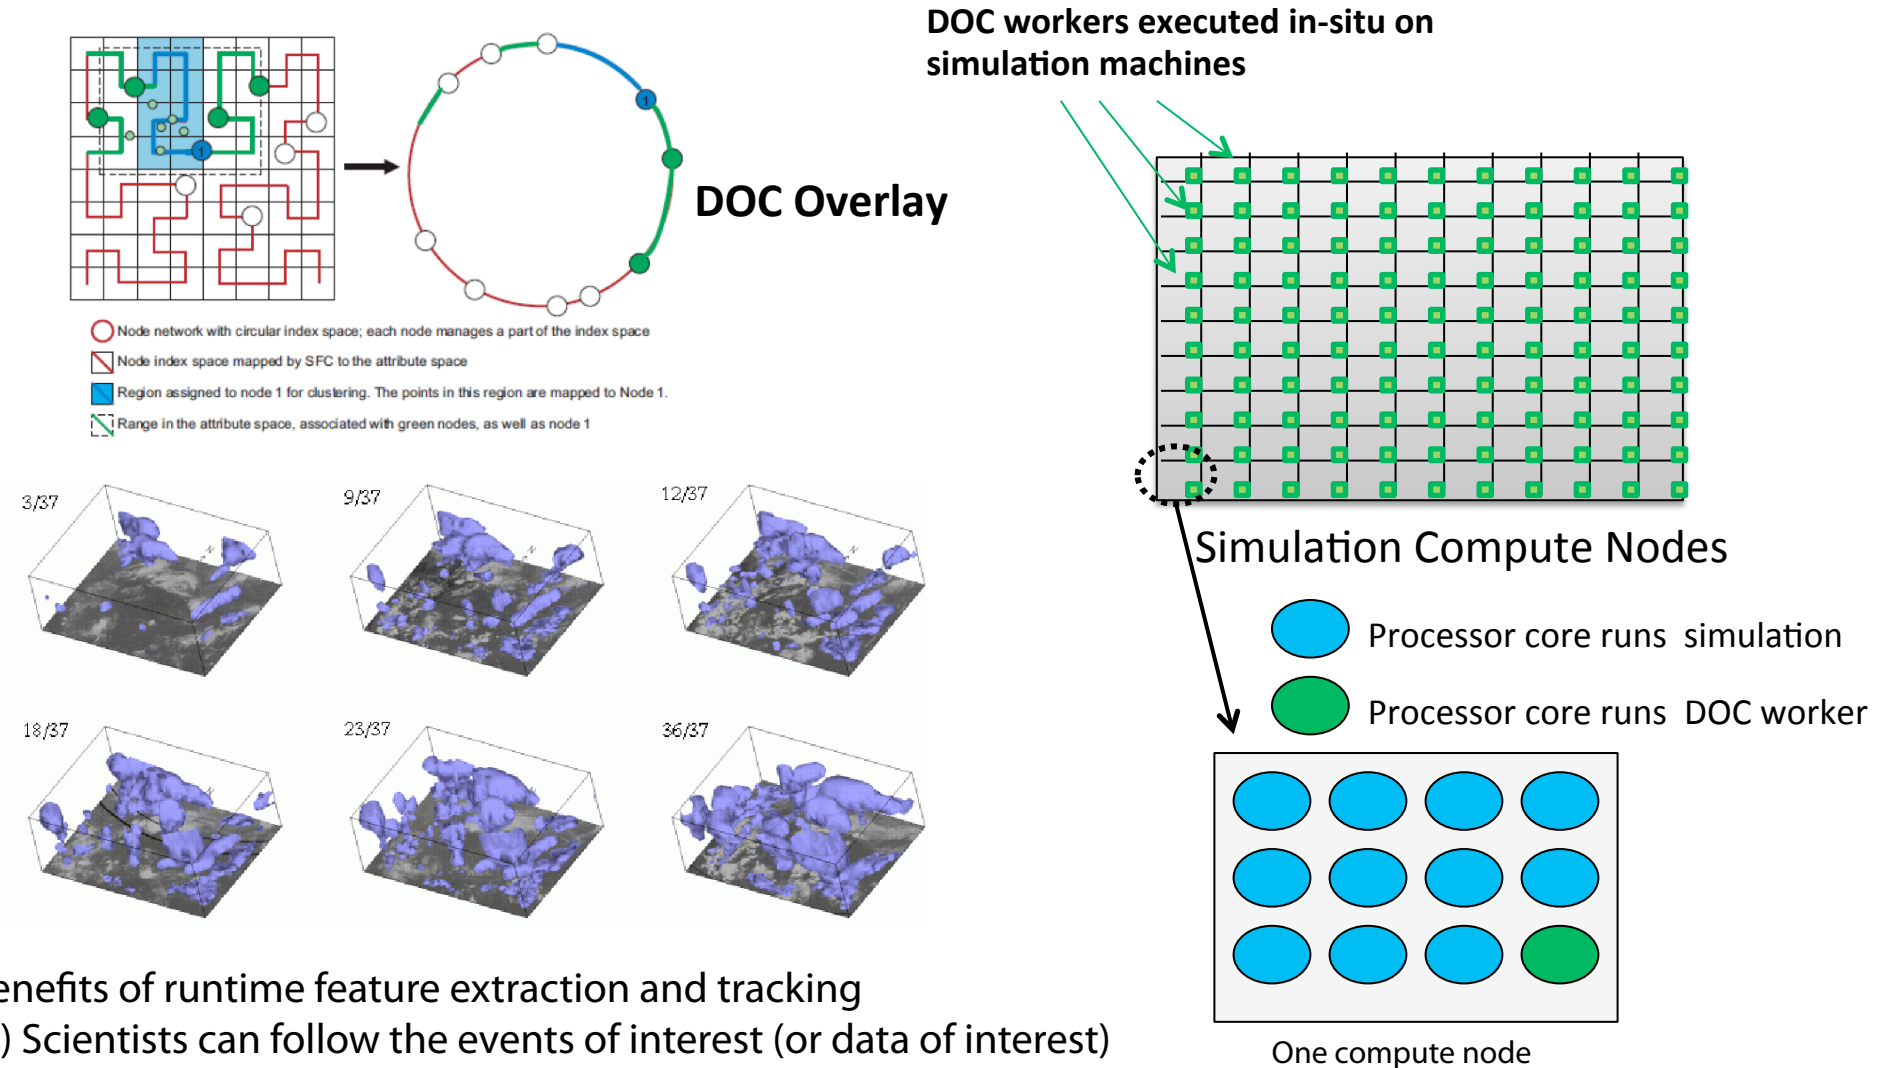 DOC workers executed in-situ on
simulation machines
1
1
DOC Overlay
Node network with circular index space; each node manages a part of the index space
Node index space mapped by SFC to the attribute space
Region assigned to node 1 for clustering. The points in this region are mapped to Node 1.
Range in the attribute space, associated with green nodes, as well as node 1
3/37
9/37
12/37
N
N
N
18/37
23/37
36/37
Simulation Compute Nodes
Processor core runs simulation
Processor core runs DOC worker
One compute node
enefits of runtime feature extraction and tracking
) Scientists can follow the events of interest (or data of interest)